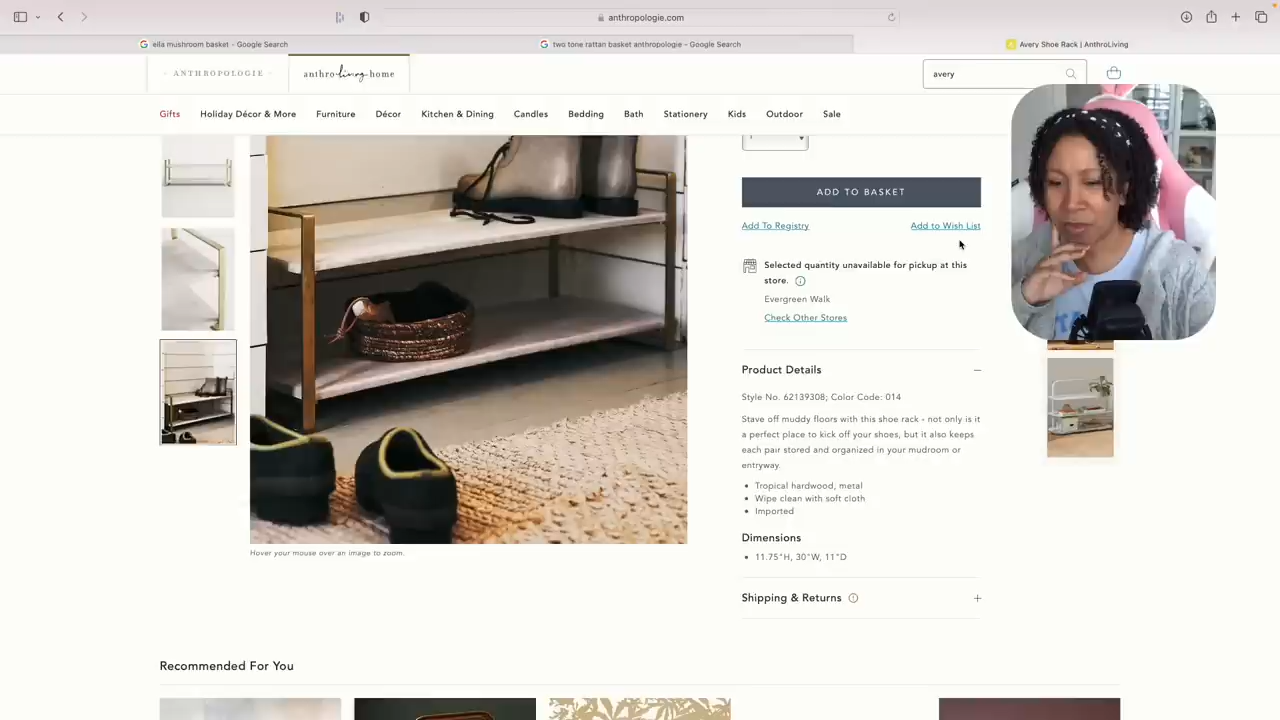 anthropologie.com
ella mushroom basket - Google Search
two tone rattan basket anthropologie - Google Search
Avery Shoe Rack | AnthroLiving
ANTHROPOLOGIE
anthro living home
avery
Gifts
Holiday Décor & More
Furniture
Décor
Kitchen & Dining
Candles
Bedding
Bath
Stationery
Kids
Outdoor
Sale
ADD TO BASKET
Add To Registry
Add to Wish List
Selected quantity unavailable for pickup at this
store.
Evergreen Walk
Check Other Stores
Product Details
Style No. 62139308; Color Code: 014
Stave off muddy floors with this shoe rack - not only is it
a perfect place to kick off your shoes, but it also keeps
each pair stored and organized in your mudroom or
entryway.
Tropical hardwood, metal
Wipe clean with soft cloth
Imported
Dimensions
11.75"H, 30"W, 11"D
Shipping & Returns
Hover your mouse over an image to zoom.
Recommended For You